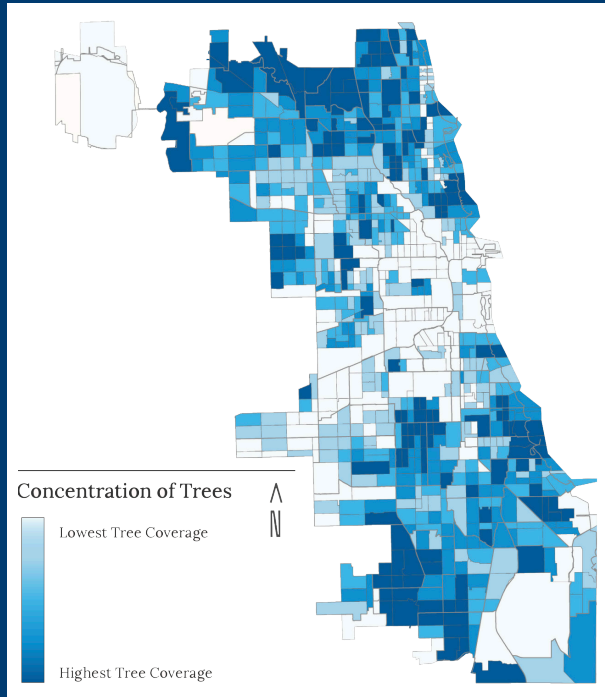 Concentration of Trees
N
Lowest Tree Coverage
Highest Tree Coverage